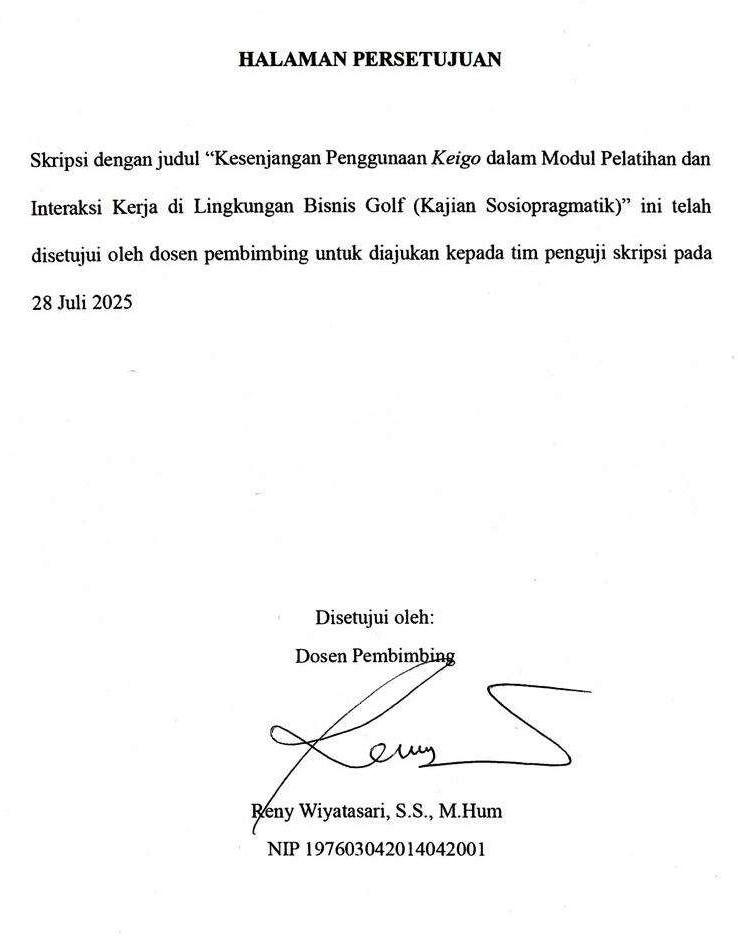 HALAMAN PERSETUJUAN
Skripsi dengan judul “Kesenjangan Penggunaan Keigo dalam Modul Pelatihan dan
Interaksi Kerja di Lingkungan Bisnis Golf (Kajian Sosiopragmatik)” ini telah
disetujui oleh dosen pembimbing untuk diajukan kepada tim penguji skripsi pada
28 Juli 2025
Disetujui oleh:
Dosen Pembimbing
Reny Wiyatasari, S.S., M.Hum
NIP 197603042014042001